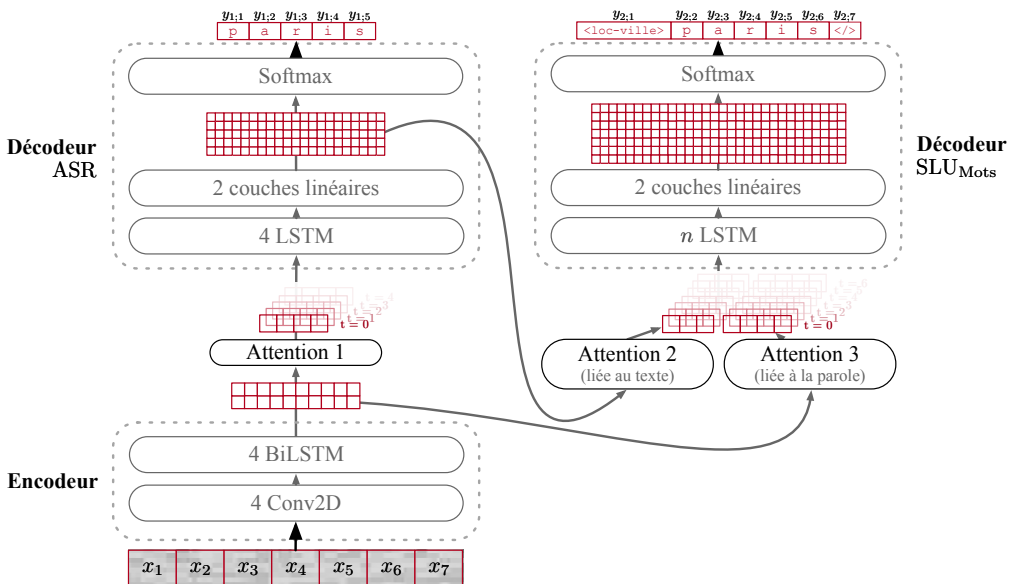 y1;1 y1;2 y1;3 y1;4 y1;5
p a r i s
Softmax
Décodeur
ASR
2 couches linéaires
4 LSTM
t = 0
Attention 1
4 BiLSTM
Encodeur
4 Conv2D
x1 x2 x3 x4 x5 x6 x7
y2;1 y2;2 y2;3 y2;4 y2;5 y2;6 y2;7
<loc-ville> p a r i s </>
Softmax
Décodeur
SLUMots
2 couches linéaires
n LSTM
t = 0
Attention 2
(liée au texte)
Attention 3
(liée à la parole)